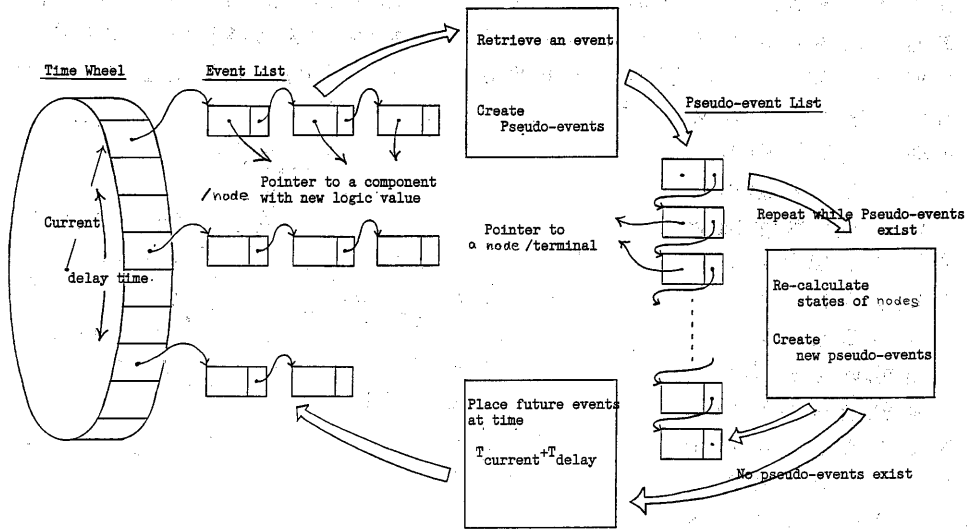 Time Wheel
Event List
Retrieve an event
Create
Pseudo-events
Pseudo-event List
Pointer to a component
/node with new logic value
Current
delay time.
Pointer to
a node /terminal
Repeat while Pseudo-events
exist
Re-calculate
states of nodes
Create
new pseudo-events
Place future events
at time
Tcurrent+Tdelay
No pseudo-events exist